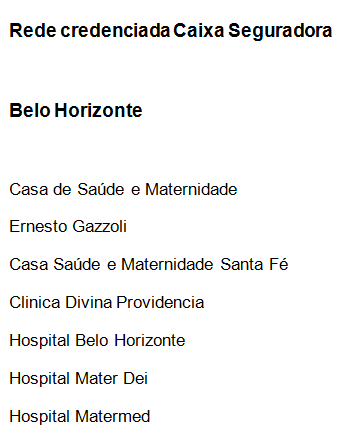 Rede credenciada Caixa Seguradora
Belo Horizonte
Casa de Saúde e Maternidade
Ernesto Gazzoli
Casa Saúde e Maternidade Santa Fé
Clinica Divina Providencia
Hospital Belo Horizonte
Hospital Mater Dei
Hospital Matermed